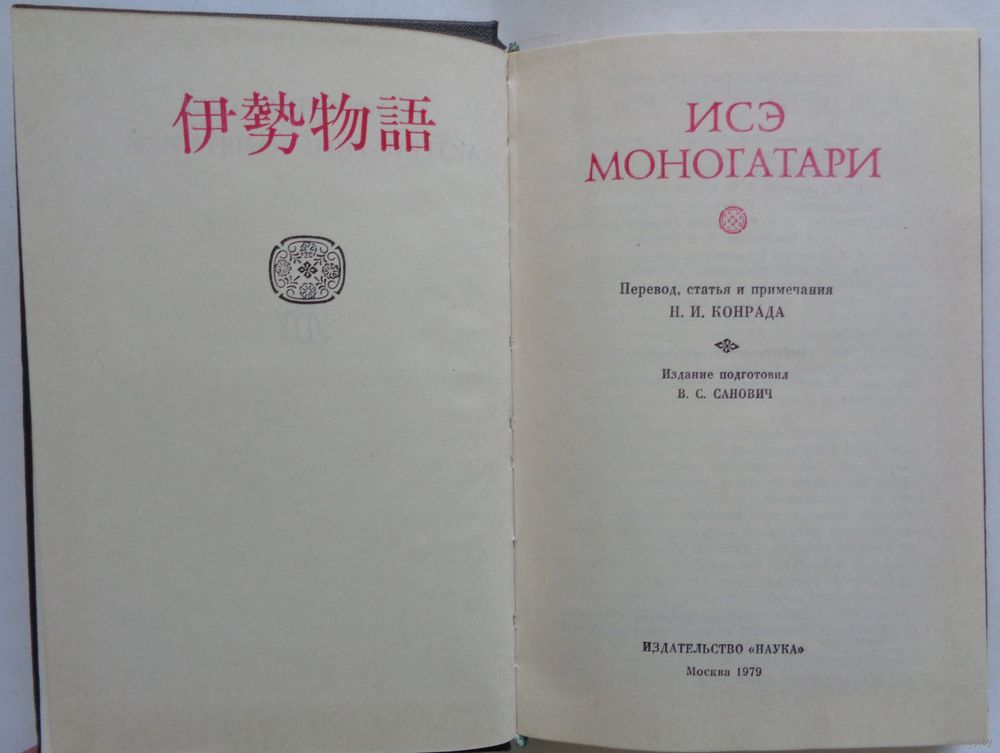 伊勢物語
ИСЭ
МОНОГАТАРИ
Перевод, статья и примечания
Н. И. КОНРАДА
Издание подготовил
В. С. САНОВИЧ
ИЗДАТЕЛЬСТВО «НАУКА»
Москва 1979